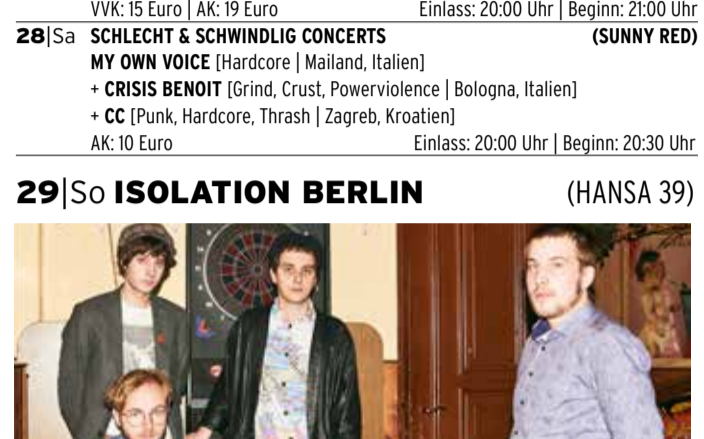 VVK: 15 Euro | AK: 19 Euro Einlass: 20:00 Uhr | Beginn: 21:00 Uhr
28|Sa SCHLECHT & SCHWINDLIG CONCERTS (SUNNY RED)
MY OWN VOICE [Hardcore | Mailand, Italien]
+ CRISIS BENOIT [Grind, Crust, Powerviolence | Bologna, Italien]
+ CC [Punk, Hardcore, Thrash | Zagreb, Kroatien]
AK: 10 Euro Einlass: 20:00 Uhr | Beginn: 20:30 Uhr
29|So ISOLATION BERLIN (HANSA 39)